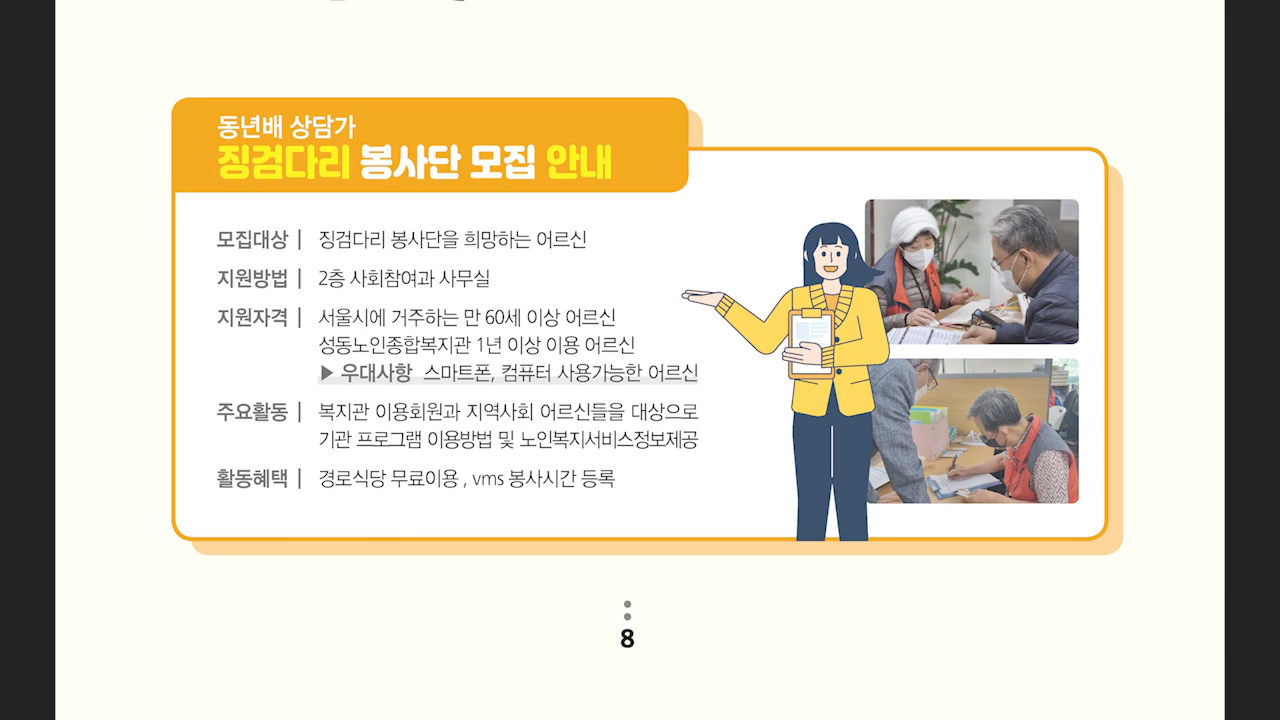 동년배 상담가
징검다리 봉사단 모집 안내
모집대상 | 징검다리 봉사단을 희망하는 어르신
지원방법 | 2층 사회참여과 사무실
지원자격 | 서울시에 거주하는 만 60세 이상 어르신
성동노인종합복지관 1년 이상 이용 어르신
▶ 우대사항 스마트폰, 컴퓨터 사용가능한 어르신
주요활동 | 복지관 이용회원과 지역사회 어르신들을 대상으로
기관 프로그램 이용방법 및 노인복지서비스정보제공
활동혜택 | 경로식당 무료이용 , vms 봉사시간 등록
8